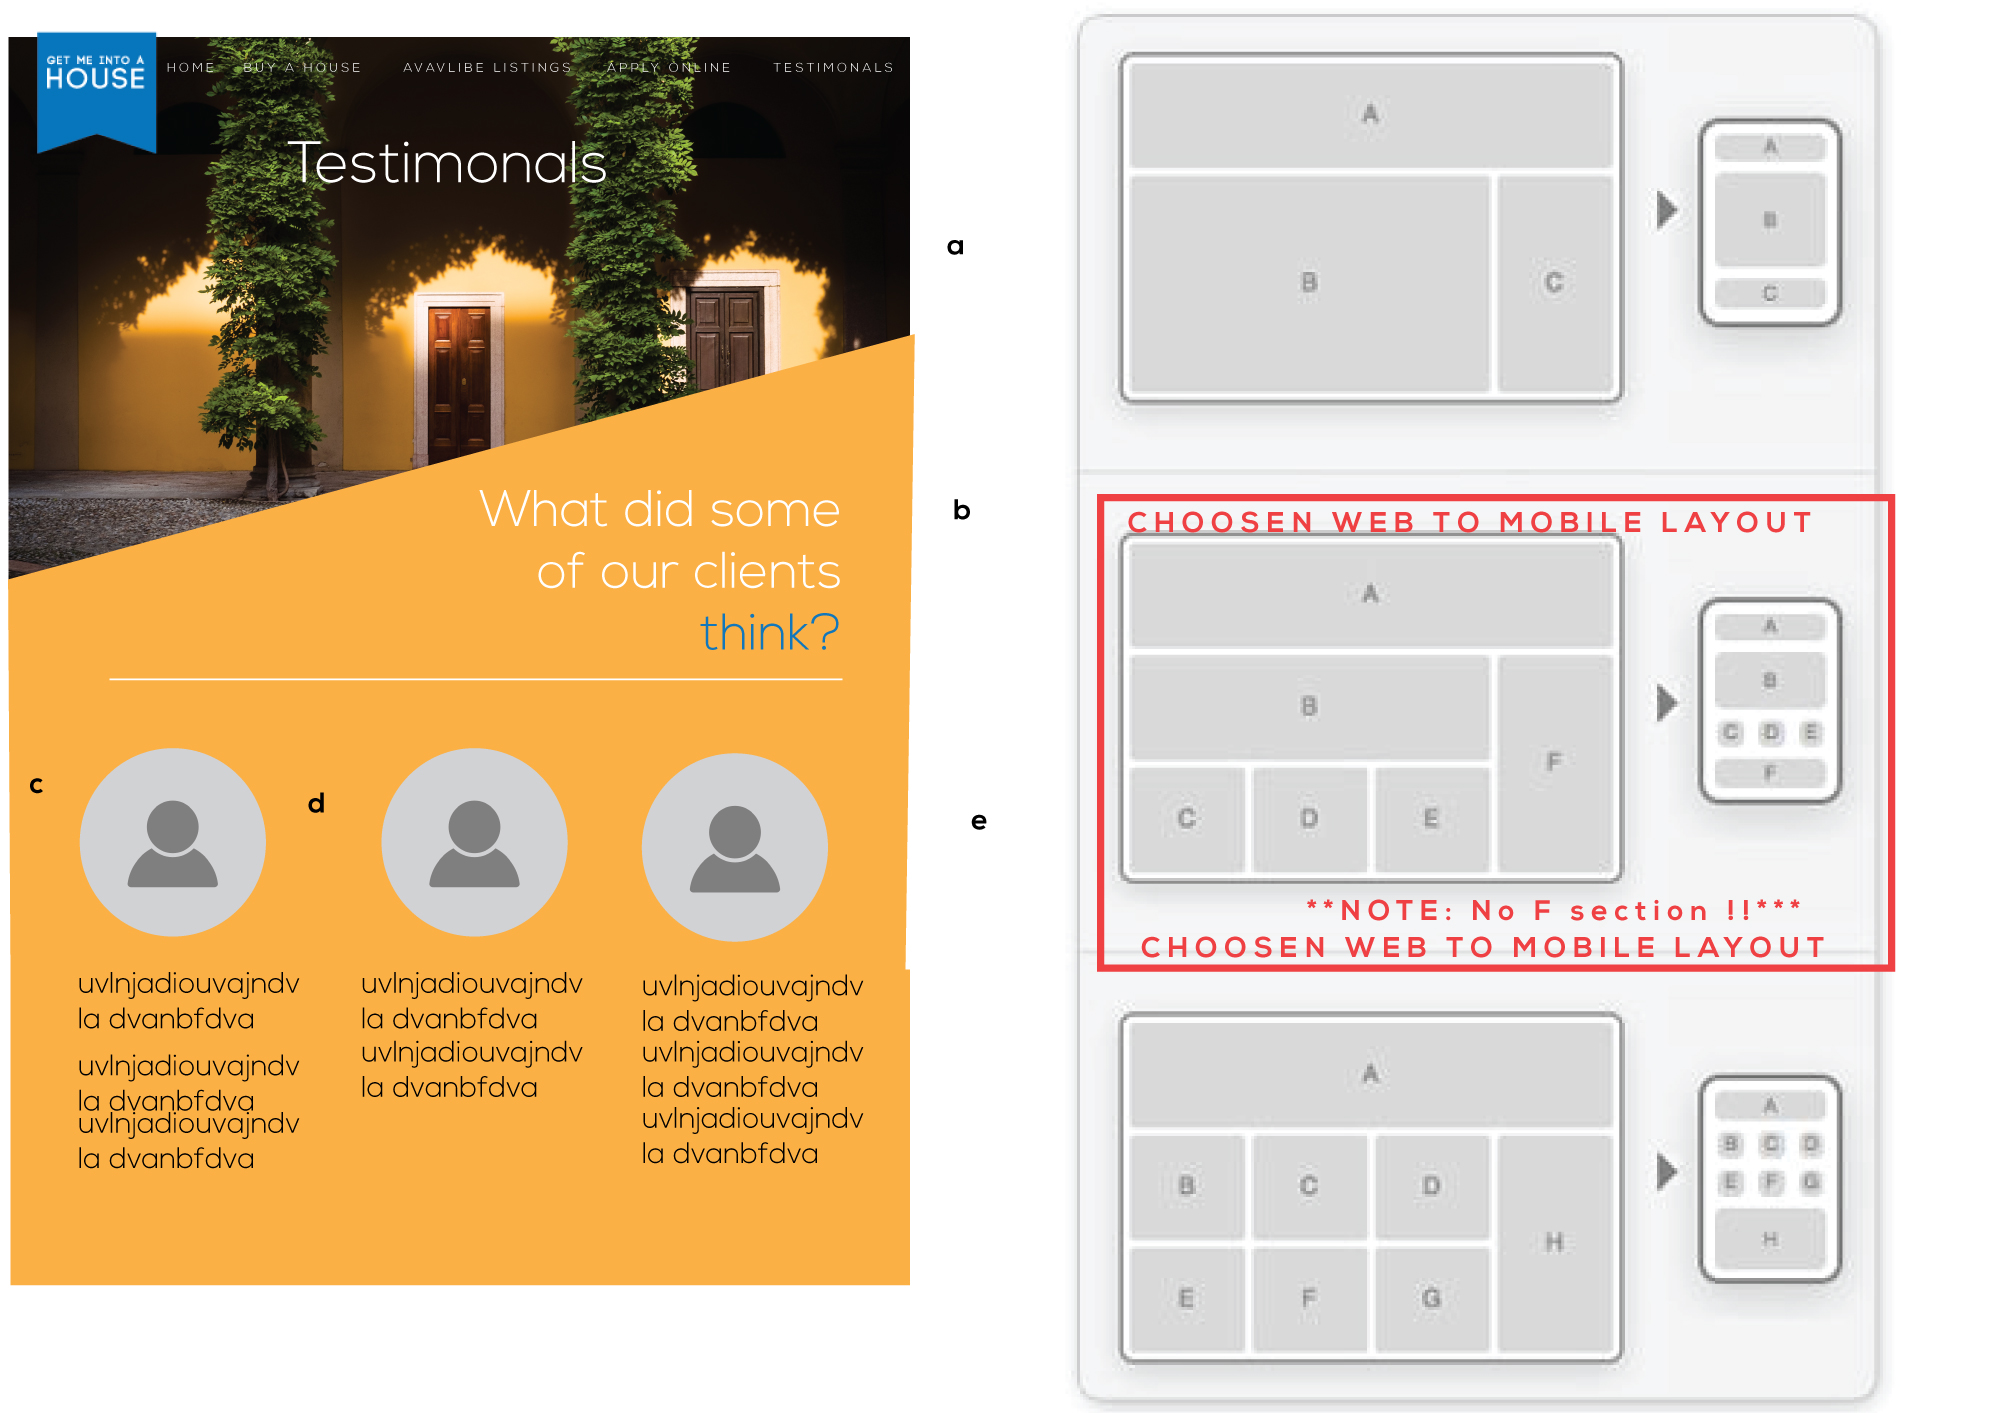 GET ME INTO A
HOUSE
HOME BUY A HOUSE AVAVLIBE LISTINGS APPLY ONLINE TESTIMONALS
Testimonals
a
What did some
of our clients
think?
b
c
d
e
uvlnjadiouvajndv
la dvanbfdva
uvlnjadiouvajndv
la dvanbfdva
uvlnjadiouvajndv
la dvanbfdva
uvlnjadiouvajndv
la dvanbfdva
uvlnjadiouvajndv
la dvanbfdva
uvlnjadiouvajndv
la dvanbfdva
uvlnjadiouvajndv
la dvanbfdva
uvlnjadiouvajndv
la dvanbfdva
A
B C
A
B
C
CHOOSEN WEB TO MOBILE LAYOUT
A
B
F
C D E
A
B
C D E
F
**NOTE: No F section !!***
CHOOSEN WEB TO MOBILE LAYOUT
A
B C D
H
E F G
A
B C D
E F G
H